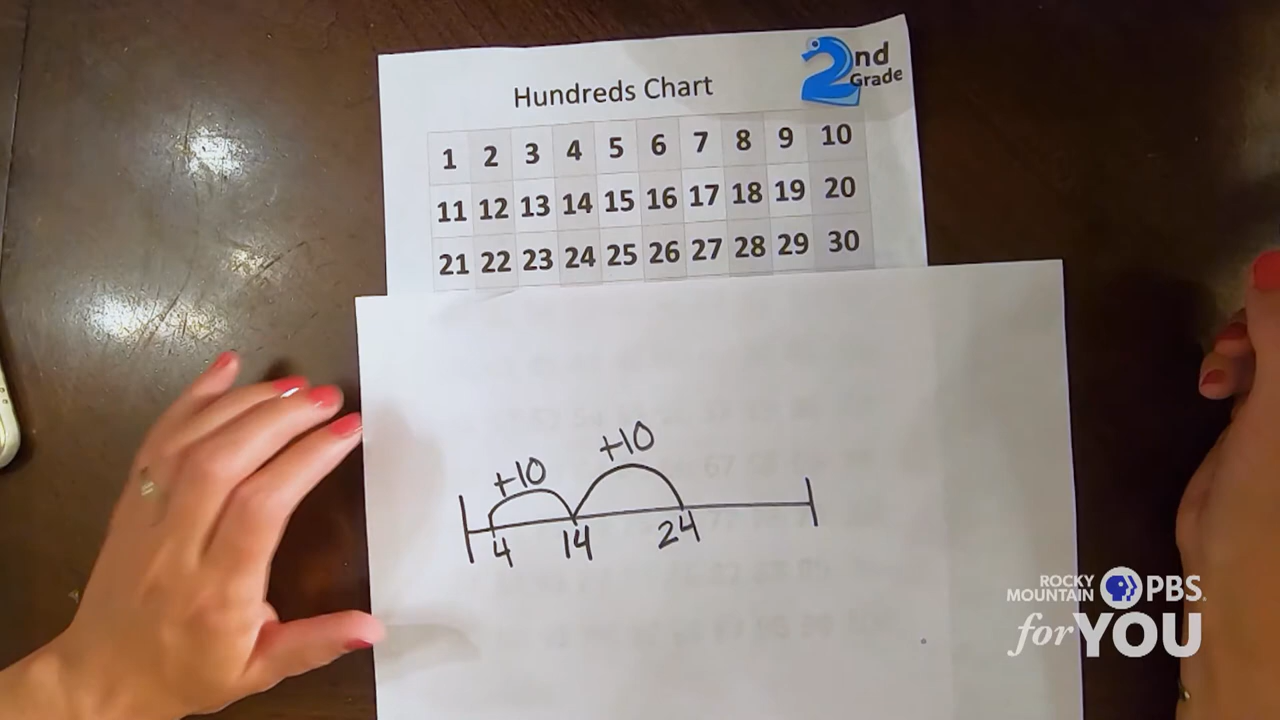 2nd Grade
Hundreds Chart
1 2 3 4 5 6 7 8 9 10
11 12 13 14 15 16 17 18 19 20
21 22 23 24 25 26 27 28 29 30
+10 +10
4 14 24
ROCKY MOUNTAIN PBS
for YOU